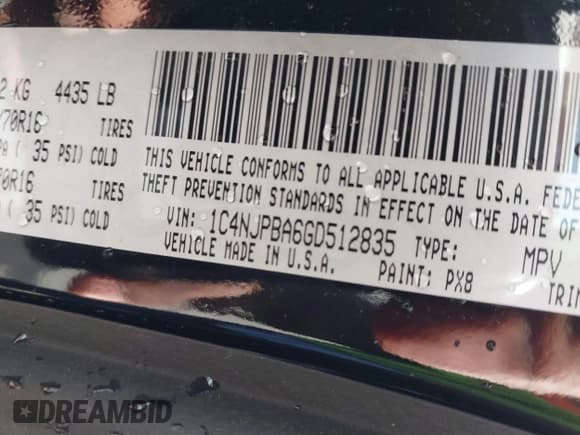 KG 4435 LB
70R16 TIRES
( 35 PSI) COLD
70R16 TIRES
( 35 PSI) COLD
THIS VEHICLE CONFORMS TO ALL APPLICABLE U.S.A. FEDE
THEFT PREVENTION STANDARDS IN EFFECT ON THE DATE OF
VIN: 1C4NJPBA6GD512835 TYPE: MPV
VEHICLE MADE IN U.S.A. PAINT: PX8 TRIM
DREAMBID